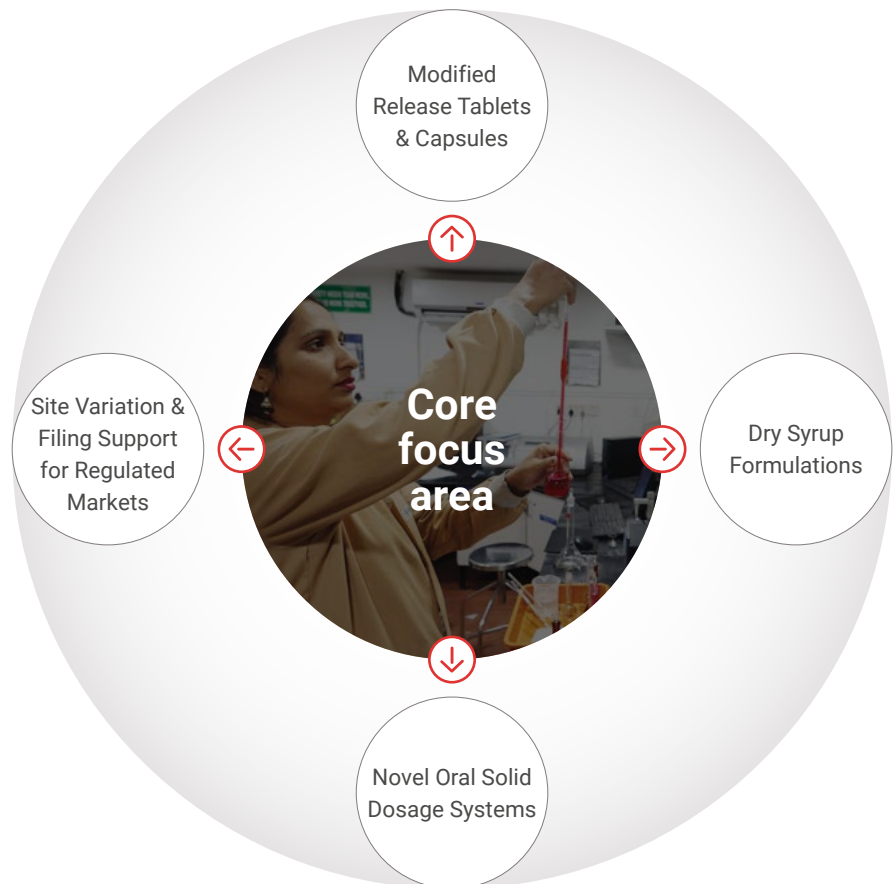 Modified
Release Tablets
& Capsules
Site Variation &
Filing Support
for Regulated
Markets
Core
focus
area
Dry Syrup
Formulations
Novel Oral Solid
Dosage Systems